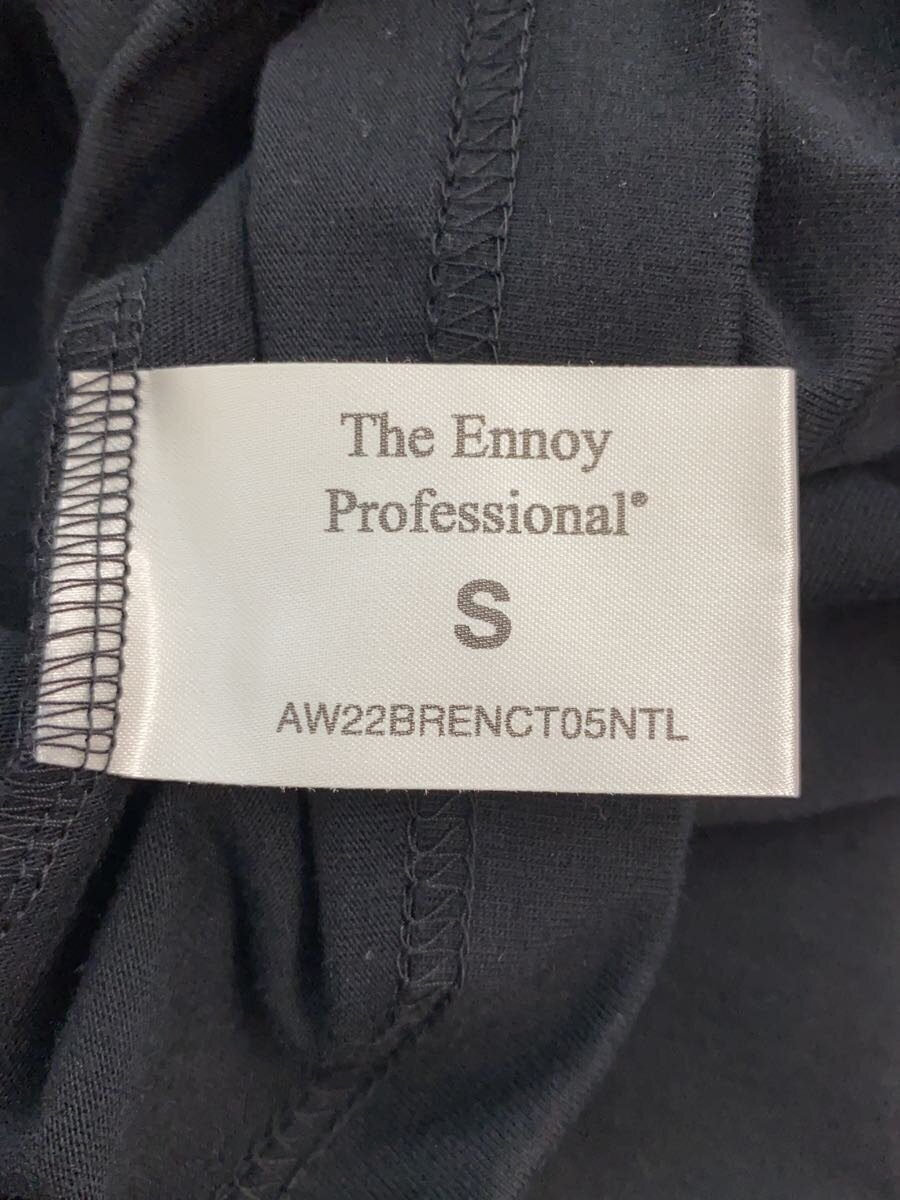 The Ennoy
Professional®
S
AW22BRENCT05NTL